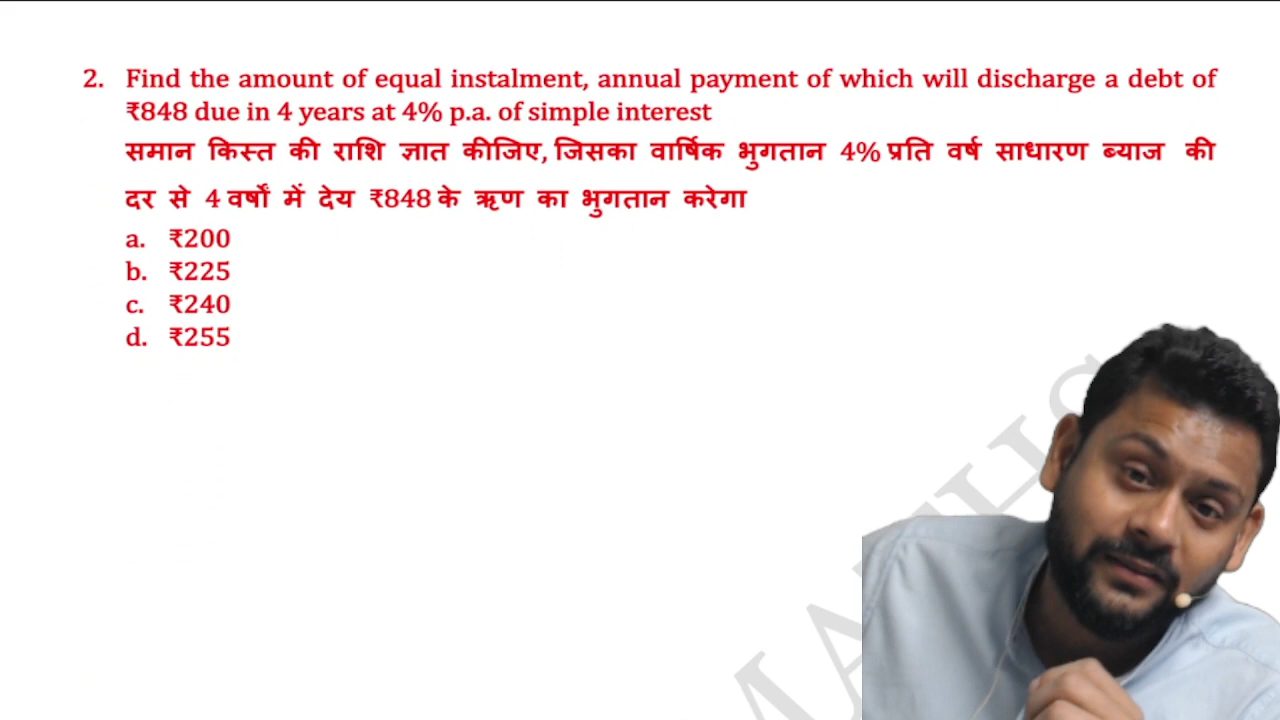 2. Find the amount of equal instalment, annual payment of which will discharge a debt of
₹848 due in 4 years at 4% p.a. of simple interest
समान किस्त की राशि ज्ञात कीजिए, जिसका वार्षिक भुगतान 4% प्रति वर्ष साधारण ब्याज की
दर से 4 वर्षों में देय ₹848 के ऋण का भुगतान करेगा
a. ₹200
b. ₹225
c. ₹240
d. ₹255
MATHS